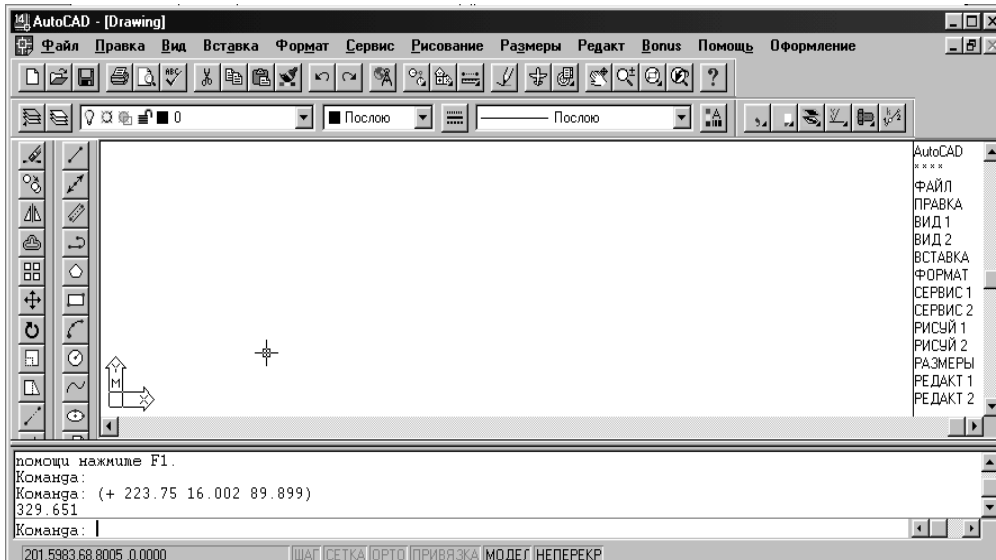 AutoCAD - [Drawing]
Файл Правка Вид Вставка Формат Сервис Рисование Размеры Редакт Bonus Помощь Оформление
ABC ?
0 Послою Послою A
AutoCAD
* * * *
ФАЙЛ
ПРАВКА
ВИД 1
ВИД 2
ВСТАВКА
ФОРМАТ
СЕРВИС 1
СЕРВИС 2
РИСУЙ 1
РИСУЙ 2
РАЗМЕРЫ
РЕДАКТ 1
РЕДАКТ 2
Y
M
X
помощи нажмите F1.
Команда:
Команда: (+ 223.75 16.002 89.899)
329.651
Команда:
201.5983,68.8005 ,0.0000 ШАГ СЕТКА ОРТО ПРИВЯЗКА МОДЕЛ НЕПЕРЕКР